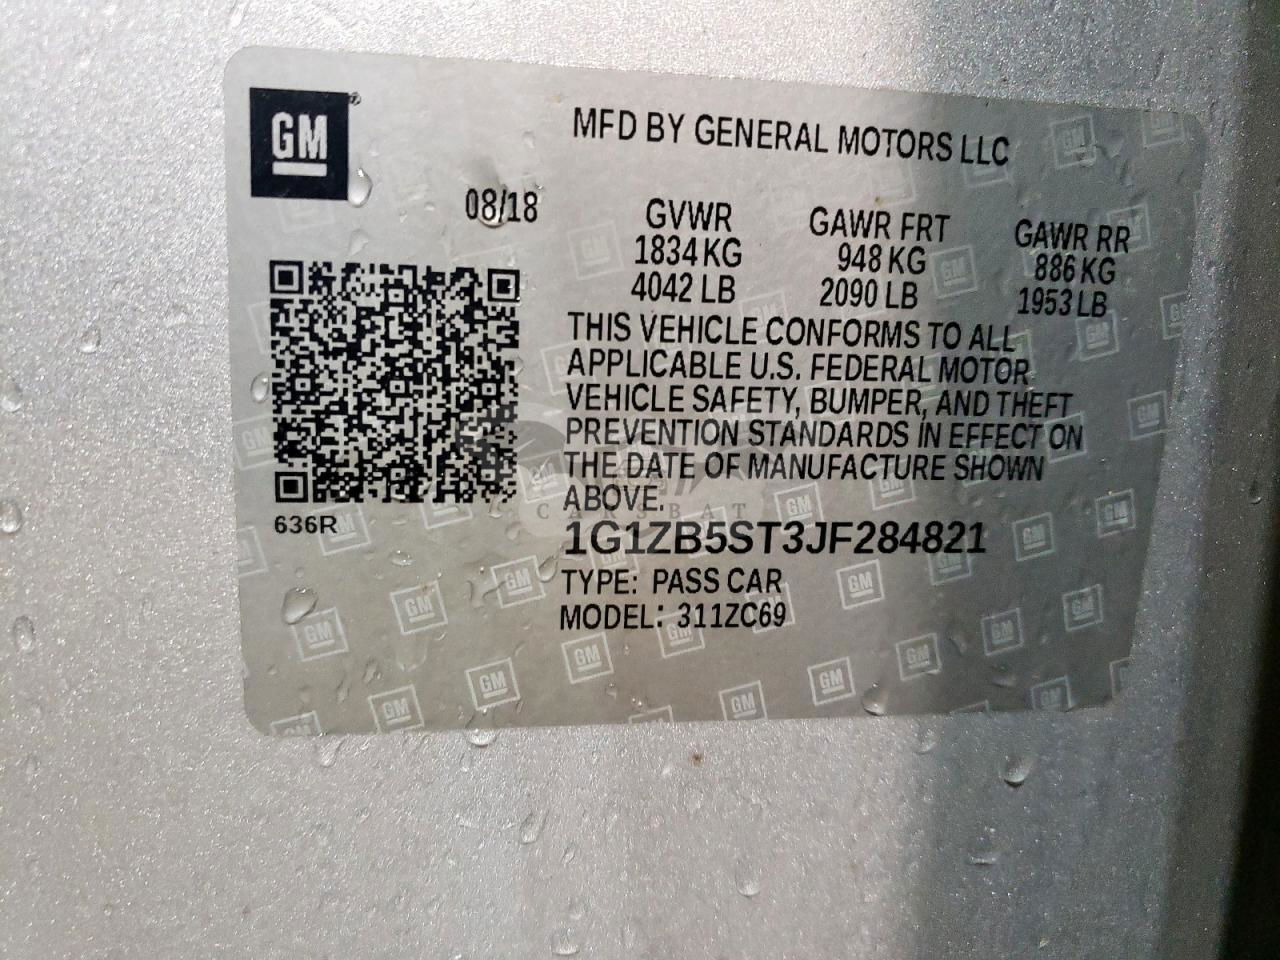 GM
MFD BY GENERAL MOTORS LLC
08/18
GVWR GAWR FRT GAWR RR
1834 KG 948 KG 886 KG
4042 LB 2090 LB 1953 LB
THIS VEHICLE CONFORMS TO ALL
APPLICABLE U.S. FEDERAL MOTOR
VEHICLE SAFETY, BUMPER, AND THEFT
PREVENTION STANDARDS IN EFFECT ON
THE DATE OF MANUFACTURE SHOWN
ABOVE.
CARSBAT
636R
1G1ZB5ST3JF284821
TYPE: PASS CAR
MODEL: 311ZC69